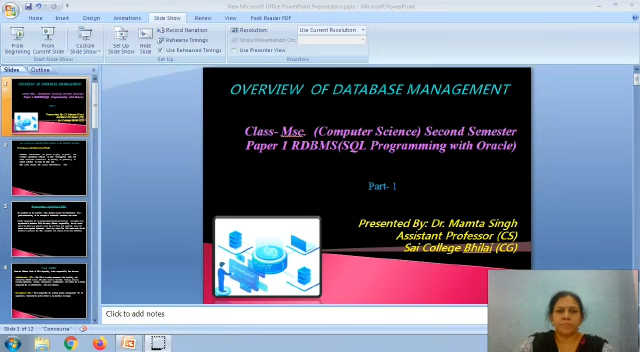 New Microsoft Office PowerPoint Presentation.pptx - Microsoft PowerPoint
Home Insert Design Animations Slide Show Review View Foxit Reader PDF
From Beginning
From Current Slide
Custom Slide Show
Set Up Slide Show
Hide Slide
Record Narration
Rehearse Timings
Use Rehearsed Timings
Resolution: Use Current Resolution
Show Presentation On:
Use Presenter View
Start Slide Show Set Up Monitors
Slides Outline
1
2
3
4
OVERVIEW OF DATABASE MANAGEMENT
Class- Msc. (Computer Science) Second Semester
Paper 1 RDBMS(SQL Programming with Oracle)
Part- 1
Presented By: Dr. Mamta Singh
Assistant Professor (CS)
Sai College Bhilai (CG)
Click to add notes
Slide 1 of 12 "Concourse"